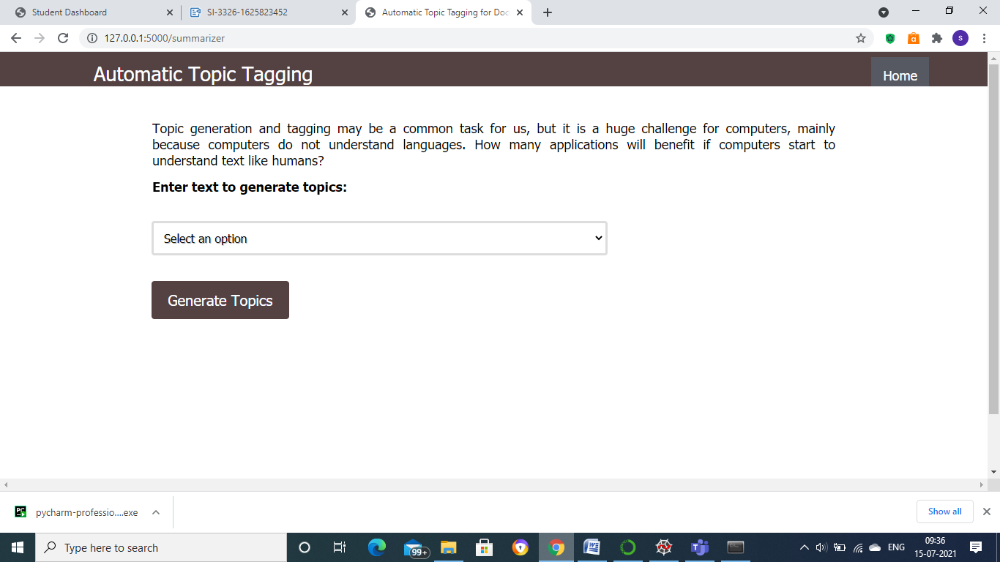 Student Dashboard
SI-3326-1625823452
Automatic Topic Tagging for Doc
127.0.0.1:5000/summarizer
a
s
Automatic Topic Tagging
Home
Topic generation and tagging may be a common task for us, but it is a huge challenge for computers, mainly
because computers do not understand languages. How many applications will benefit if computers start to
understand text like humans?
Enter text to generate topics:
Select an option
Generate Topics
PC
pycharm-professio....exe
Show all
Type here to search
99+
ENG
09:36
15-07-2021